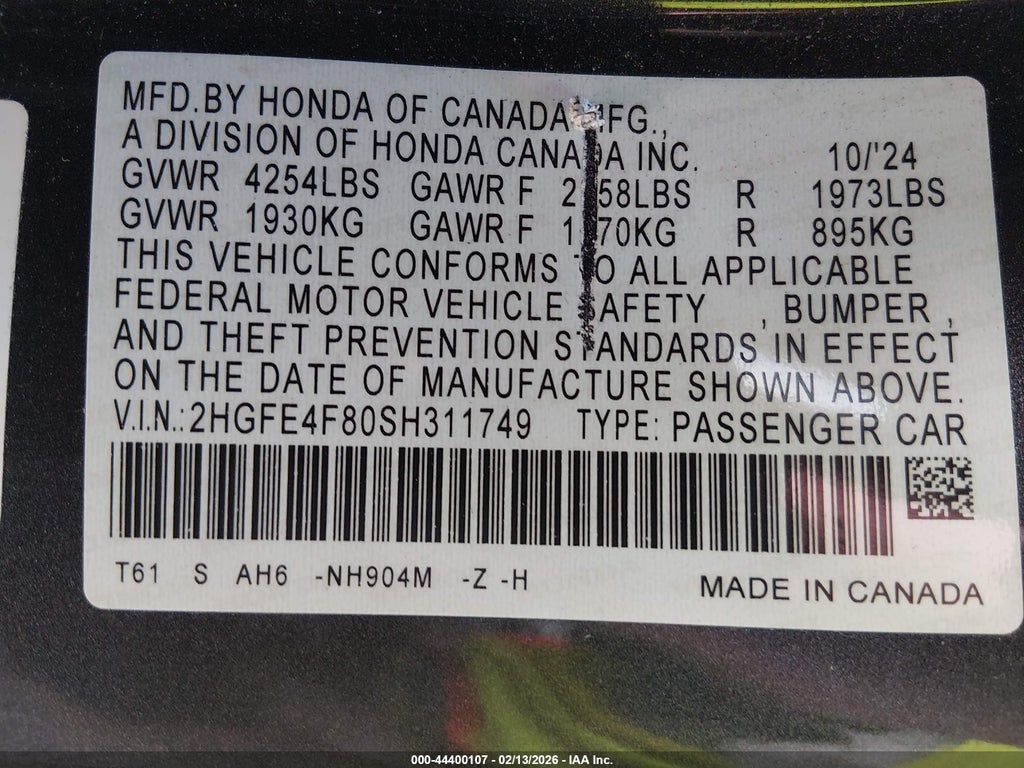 MFD.BY HONDA OF CANADA MFG.,
A DIVISION OF HONDA CANADA INC. 10/'24
GVWR 4254LBS GAWR F LBS R 1973LBS
GVWR 1930KG GAWR F KG R 895KG
THIS VEHICLE CONFORMS TO ALL APPLICABLE
FEDERAL MOTOR VEHICLE SAFETY , BUMPER ,
AND THEFT PREVENTION STANDARDS IN EFFECT
ON THE DATE OF MANUFACTURE SHOWN ABOVE.
V.I.N.:2HGFE4F80SH311749 TYPE: PASSENGER CAR
T61 S AH6 -NH904M -Z -H
MADE IN CANADA
000-44400107 - 02/13/2026 - IAA Inc.